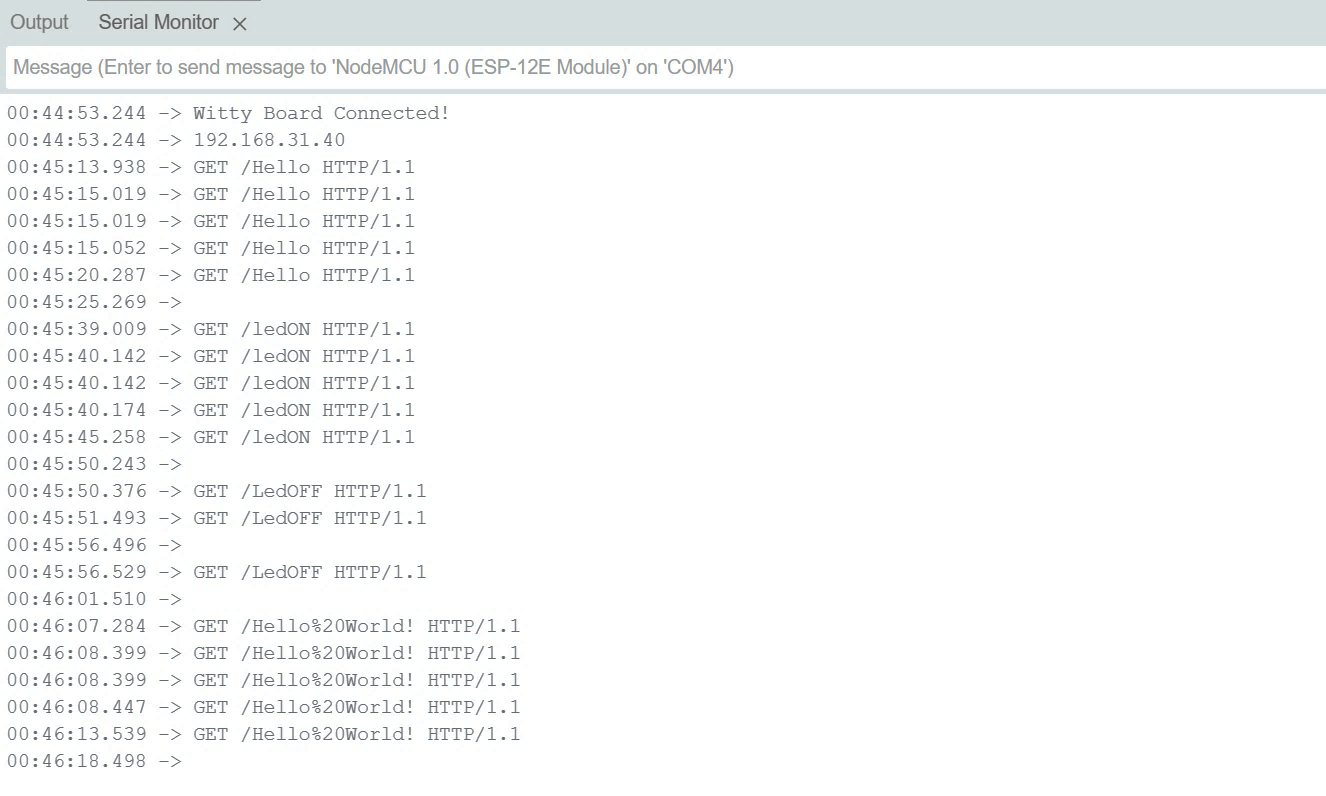 Output Serial Monitor ×
Message (Enter to send message to 'NodeMCU 1.0 (ESP-12E Module)' on 'COM4')
00:44:53.244 -> Witty Board Connected!
00:44:53.244 -> 192.168.31.40
00:45:13.938 -> GET /Hello HTTP/1.1
00:45:15.019 -> GET /Hello HTTP/1.1
00:45:15.019 -> GET /Hello HTTP/1.1
00:45:15.052 -> GET /Hello HTTP/1.1
00:45:20.287 -> GET /Hello HTTP/1.1
00:45:25.269 ->
00:45:39.009 -> GET /ledON HTTP/1.1
00:45:40.142 -> GET /ledON HTTP/1.1
00:45:40.142 -> GET /ledON HTTP/1.1
00:45:40.174 -> GET /ledON HTTP/1.1
00:45:45.258 -> GET /ledON HTTP/1.1
00:45:50.243 ->
00:45:50.376 -> GET /LedOFF HTTP/1.1
00:45:51.493 -> GET /LedOFF HTTP/1.1
00:45:56.496 ->
00:45:56.529 -> GET /LedOFF HTTP/1.1
00:46:01.510 ->
00:46:07.284 -> GET /Hello%20World! HTTP/1.1
00:46:08.399 -> GET /Hello%20World! HTTP/1.1
00:46:08.399 -> GET /Hello%20World! HTTP/1.1
00:46:08.447 -> GET /Hello%20World! HTTP/1.1
00:46:13.539 -> GET /Hello%20World! HTTP/1.1
00:46:18.498 ->